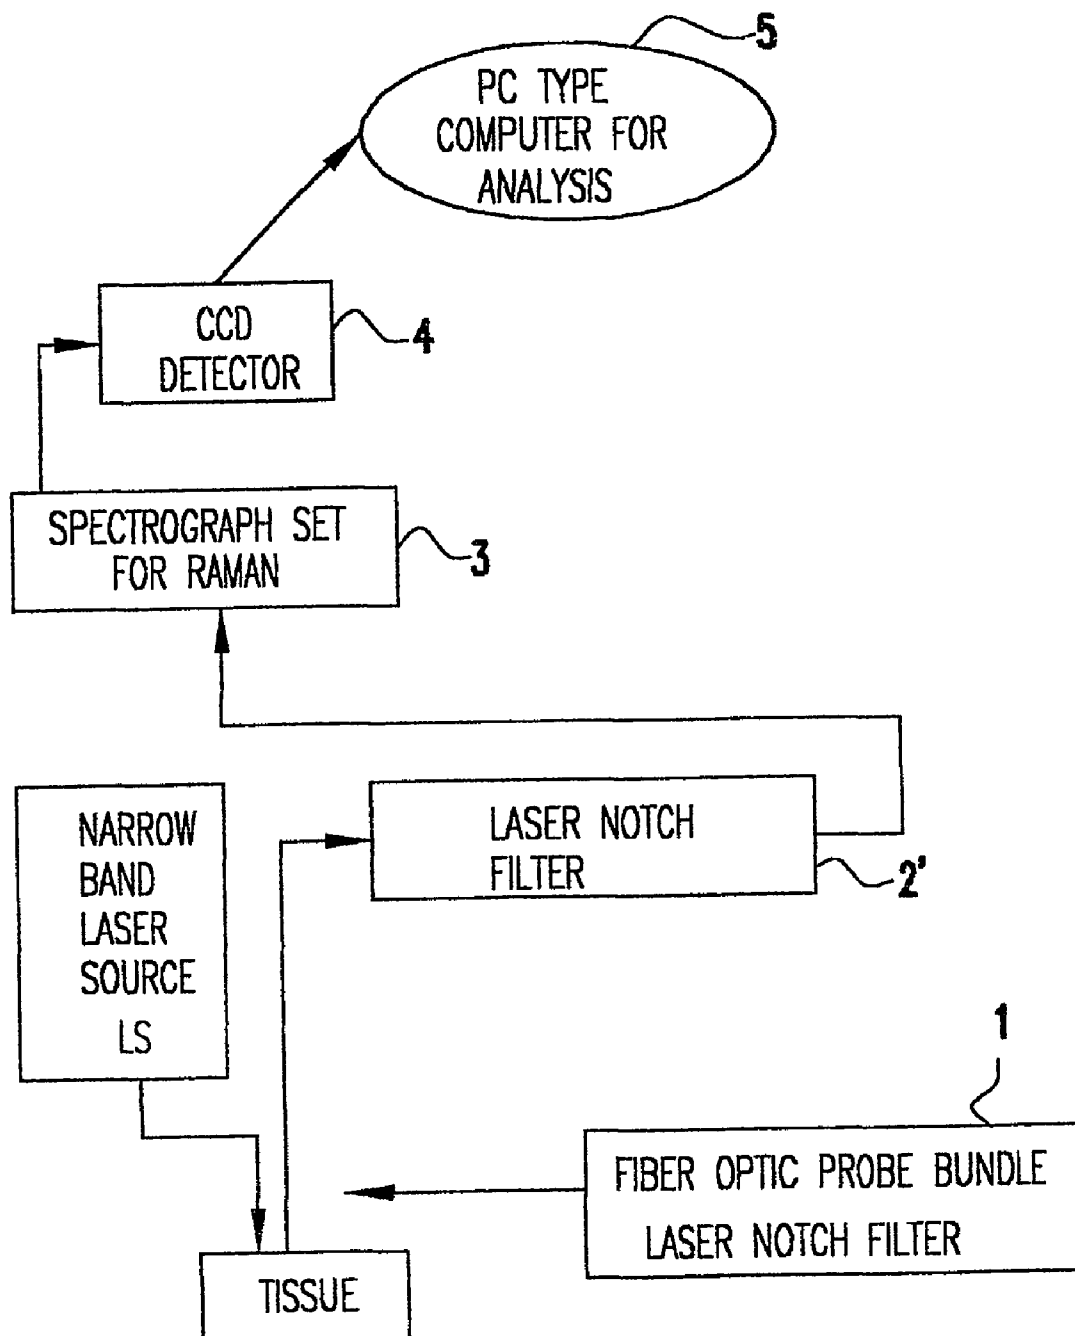 5
PC TYPE
COMPUTER FOR
ANALYSIS
CCD
DETECTOR
4
SPECTROGRAPH SET
FOR RAMAN
3
NARROW
BAND
LASER
SOURCE
LS
LASER NOTCH
FILTER
2'
1
FIBER OPTIC PROBE BUNDLE
LASER NOTCH FILTER
TISSUE